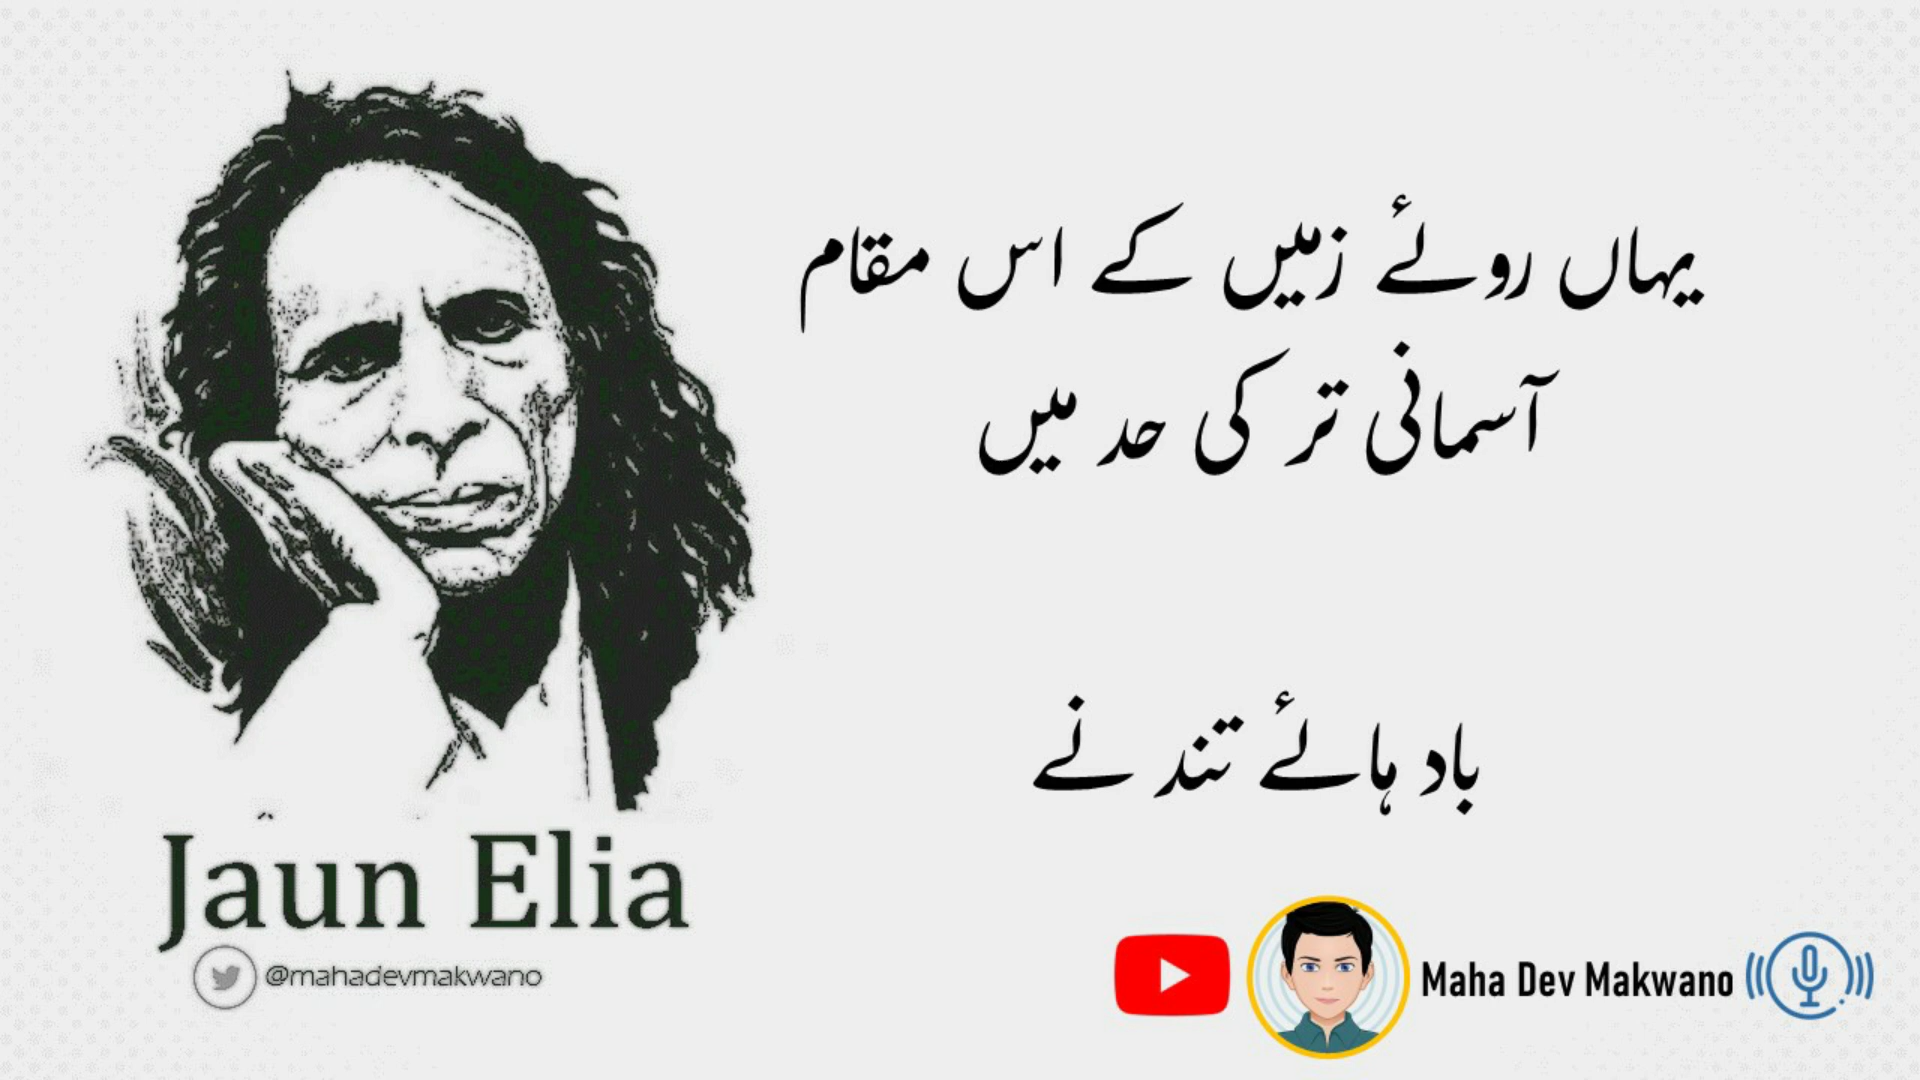 یہاں روئے زمیں کے اس مقام
آسمانی تر کی حد میں
باد ہائے تند نے
Jaun Elia
@mahadevmakwano
Maha Dev Makwano